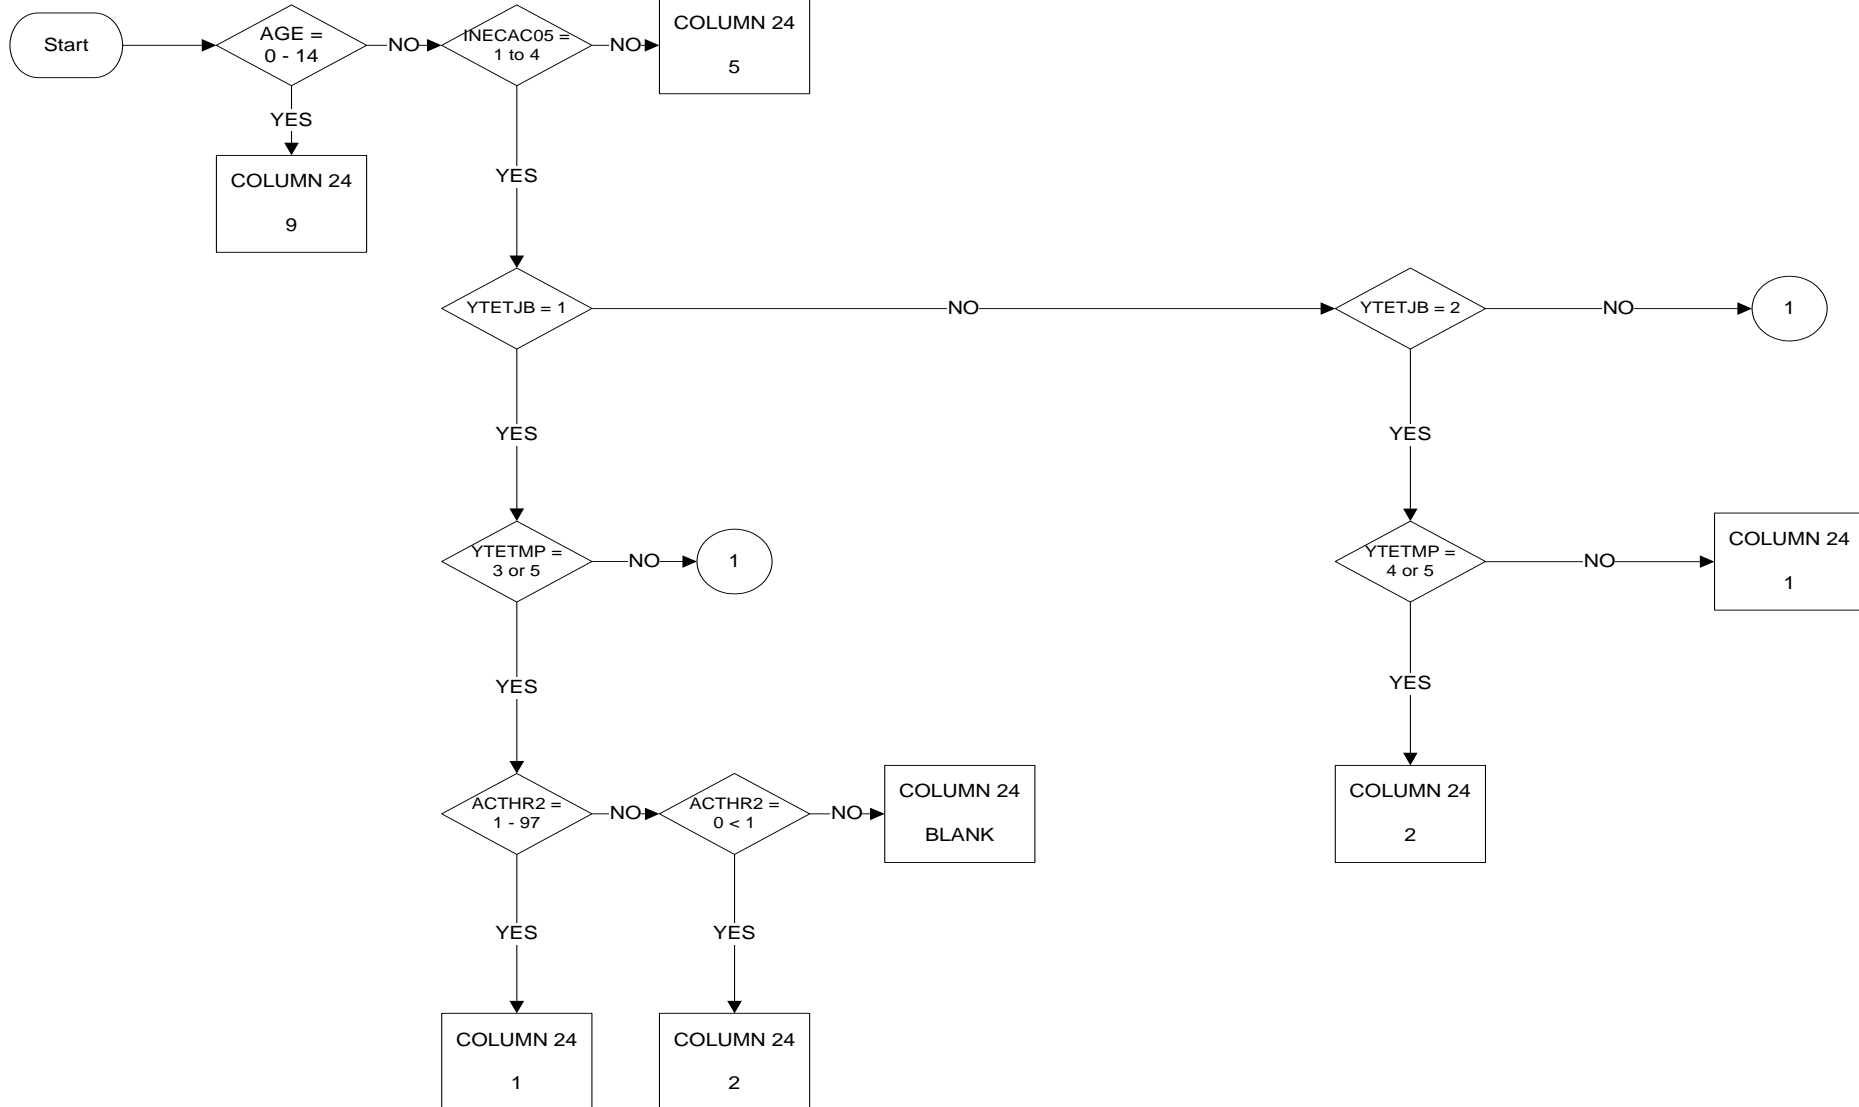 Start
AGE =
0 - 14
NO
INECAC05 =
1 to 4
NO
COLUMN 24
5
YES
COLUMN 24
9
YES
YTETJB = 1
NO
YTETJB = 2
NO
1
YES
YES
YTETMP =
3 or 5
NO
1
YTETMP =
4 or 5
NO
COLUMN 24
1
YES
YES
ACTHR2 =
1 - 97
NO
ACTHR2 =
0 < 1
NO
COLUMN 24
BLANK
COLUMN 24
2
YES
YES
COLUMN 24
1
COLUMN 24
2